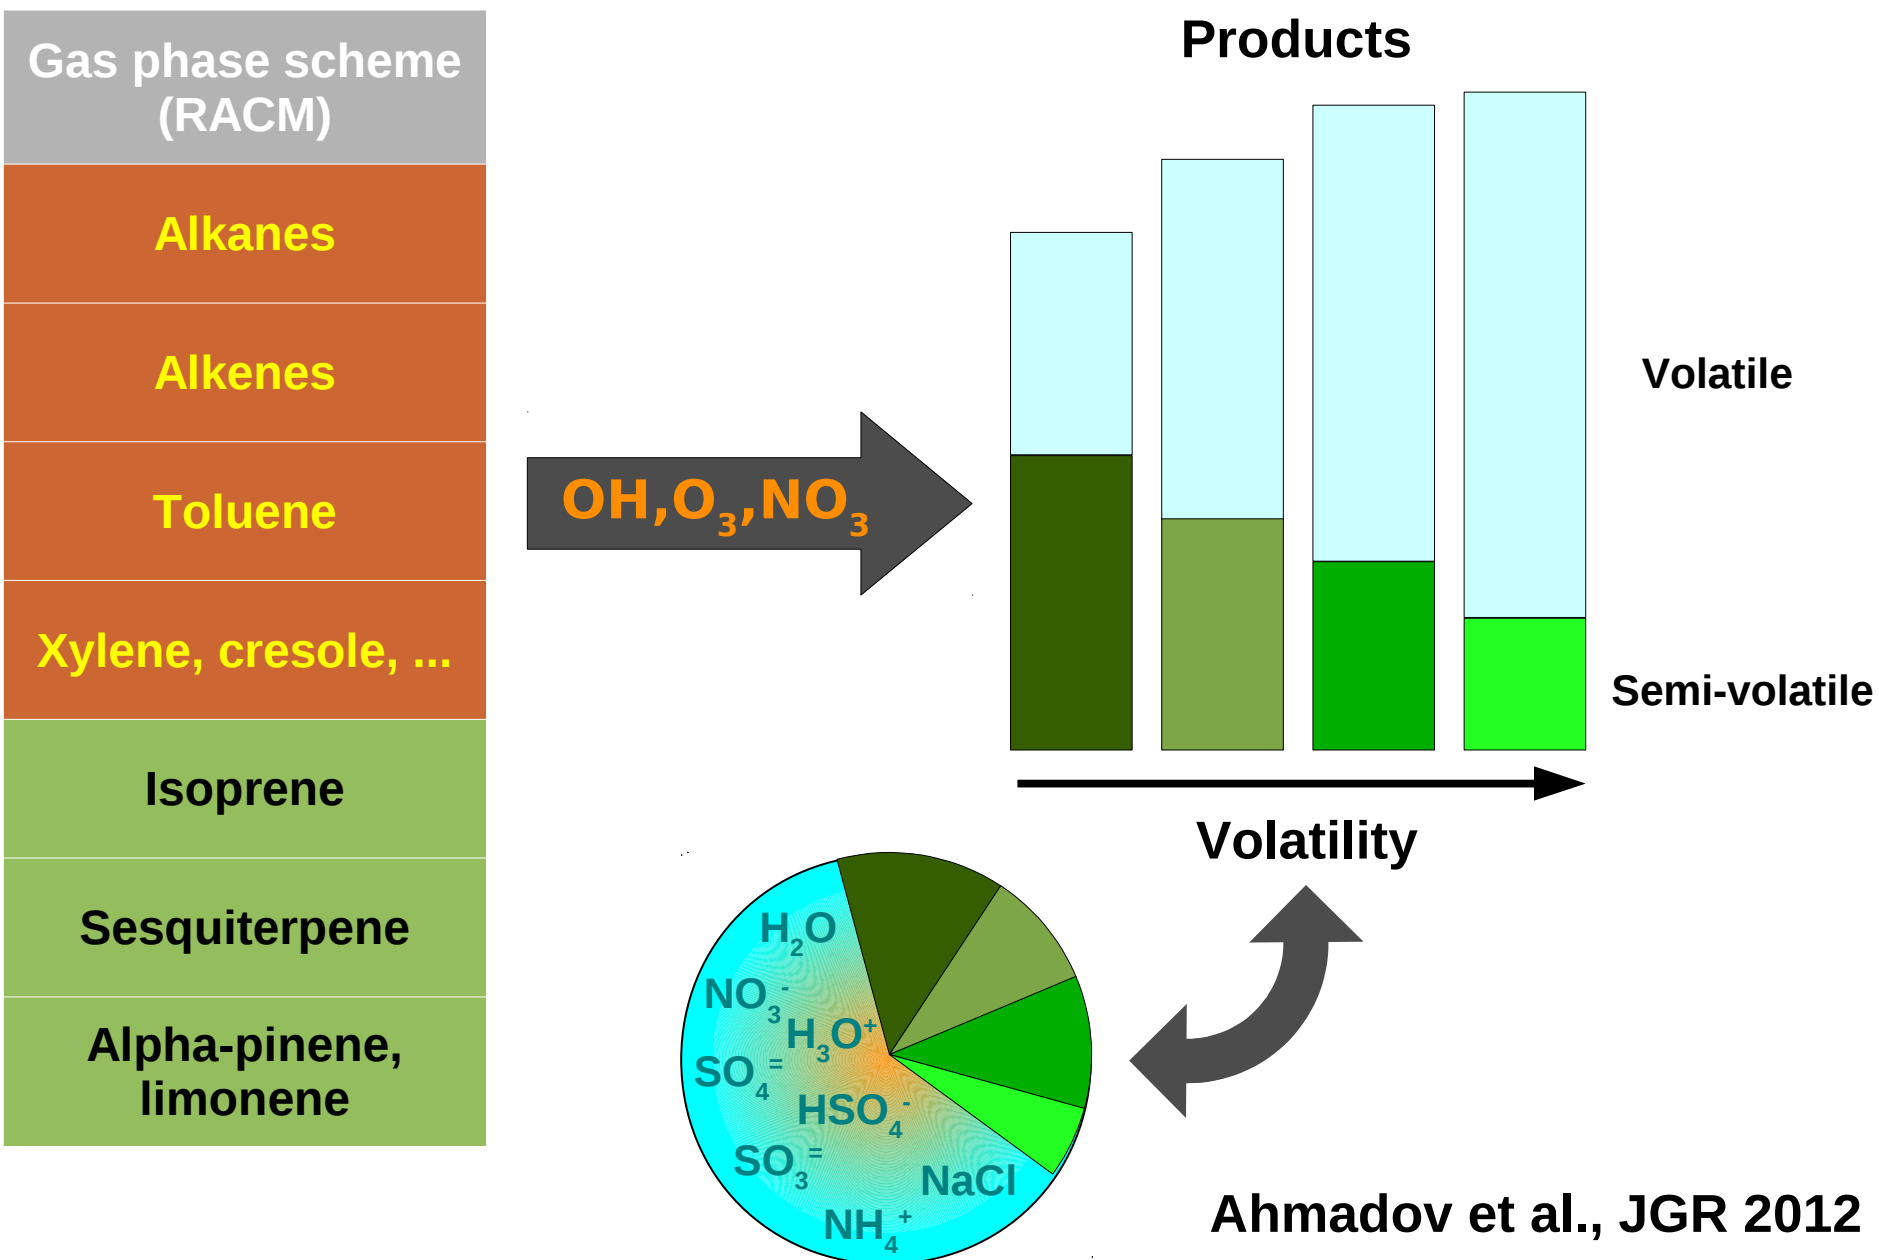 Gas phase scheme
(RACM)
Alkanes
Alkenes
Toluene
Xylene, cresole, ...
Isoprene
Sesquiterpene
Alpha-pinene,
limonene
OH,O₃,NO₃
Products
Volatile
Semi-volatile
Volatility
H₂O
NO₃⁻
H₃O⁺
SO₄⁼
HSO₄⁻
SO₃⁼
NaCl
NH₄⁺
Ahmadov et al., JGR 2012